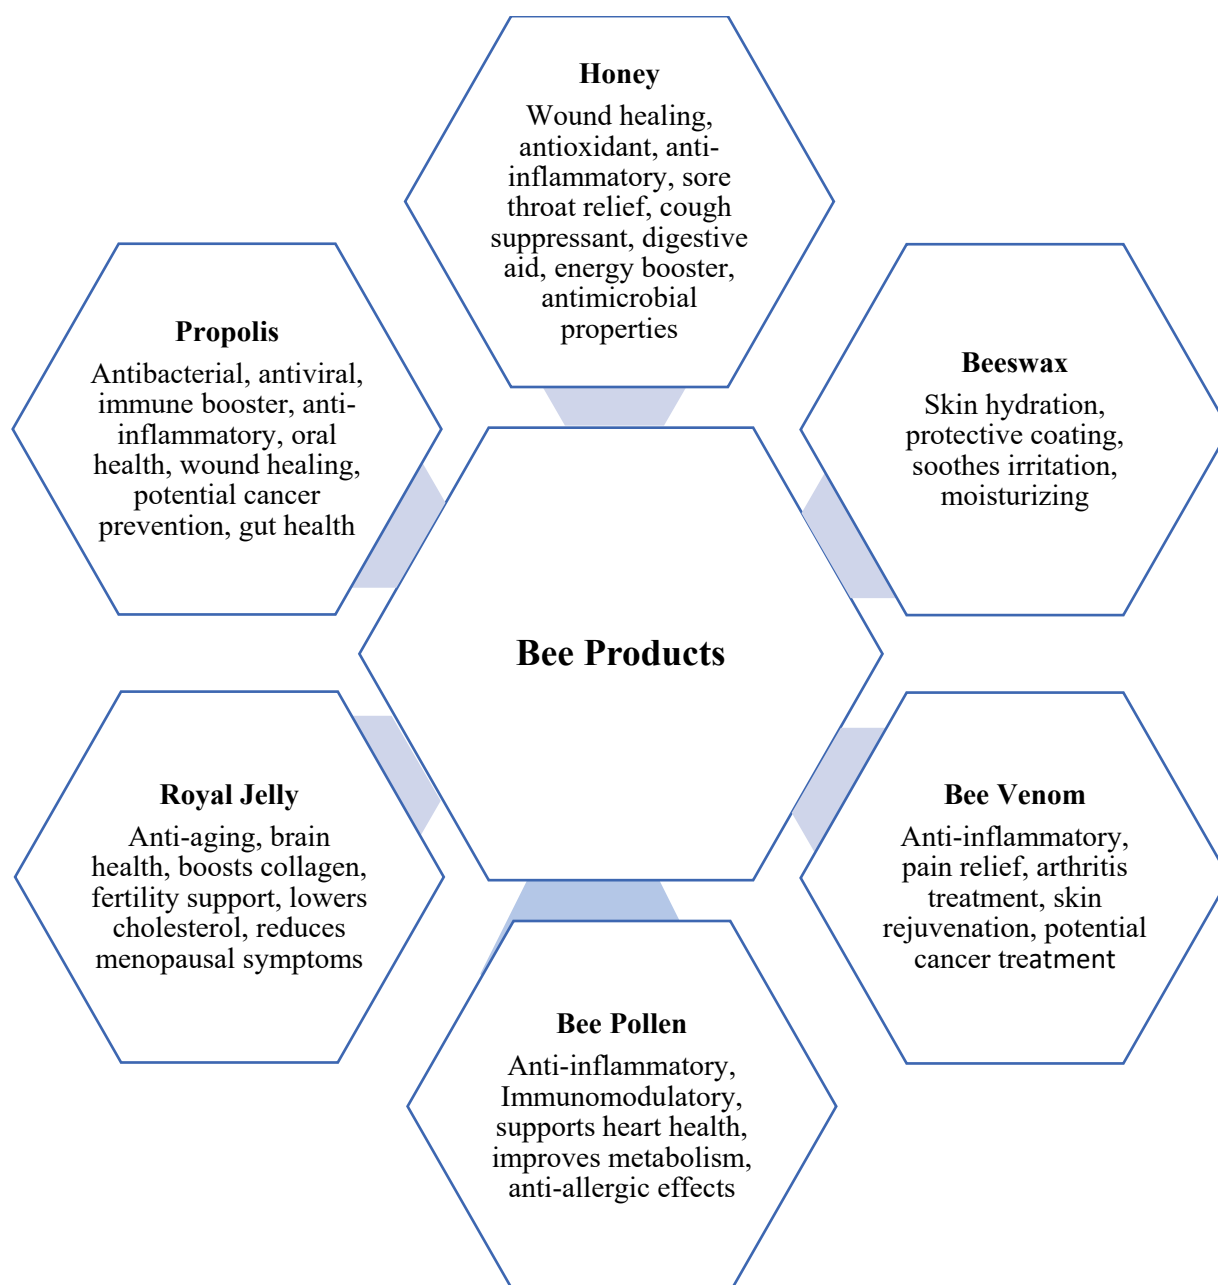 Honey
Wound healing,
antioxidant, anti-
inflammatory, sore
throat relief, cough
suppressant, digestive
aid, energy booster,
antimicrobial
properties
Propolis
Antibacterial, antiviral,
immune booster, anti-
inflammatory, oral
health, wound healing,
potential cancer
prevention, gut health
Beeswax
Skin hydration,
protective coating,
soothes irritation,
moisturizing
Bee Products
Royal Jelly
Anti-aging, brain
health, boosts collagen,
fertility support, lowers
cholesterol, reduces
menopausal symptoms
Bee Venom
Anti-inflammatory,
pain relief, arthritis
treatment, skin
rejuvenation, potential
cancer treatment
Bee Pollen
Anti-inflammatory,
Immunomodulatory,
supports heart health,
improves metabolism,
anti-allergic effects